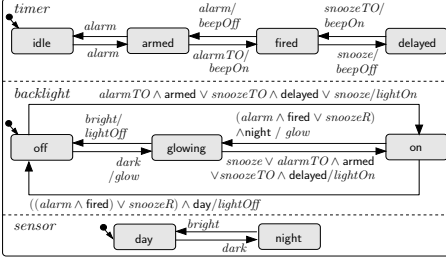 timer
alarm
alarm/
beepOff
snoozeTO/
beepOn
idle
armed
fired
delayed
alarm
alarmTO/
beepOn
snooze/
beepOff
backlight
alarmTO ∧ armed ∨ snoozeTO ∧ delayed ∨ snooze/lightOn
bright/
lightOff
(alarm ∧ fired ∨ snoozeR)
∧night / glow
off
glowing
on
dark
/glow
snooze ∨ alarmTO ∧ armed
∨snoozeTO ∧ delayed/lightOn
((alarm ∧ fired) ∨ snoozeR) ∧ day/lightOff
sensor
bright
day
night
dark